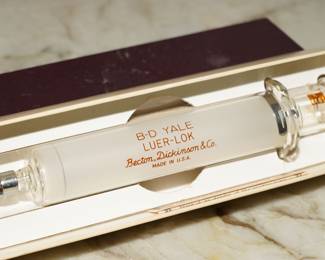 B-D YALE
LUER-LOK
Becton, Dickinson & Co.
MADE IN U.S.A.